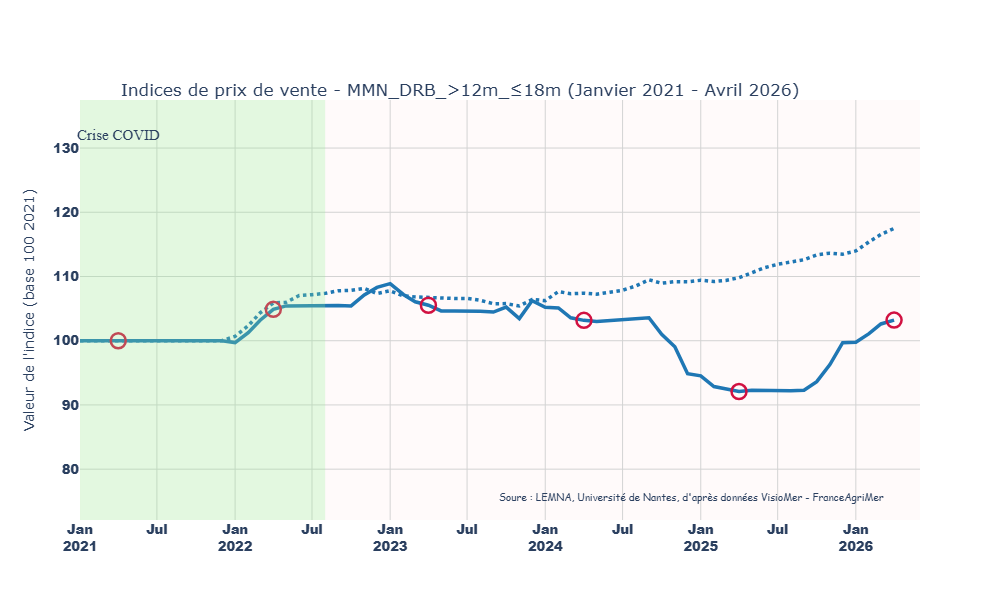 Indices de prix de vente - MMN_DRB_>12m_≤18m (Janvier 2021 - Avril 2026)
Crise COVID
130
120
110
100
90
80
Valeur de l'indice (base 100 2021)
Soure : LEMNA, Université de Nantes, d'après données VisioMer - FranceAgriMer
Jan Jul Jan Jul Jan Jul Jan Jul Jan Jul Jan
2021 2022 2023 2024 2025 2026